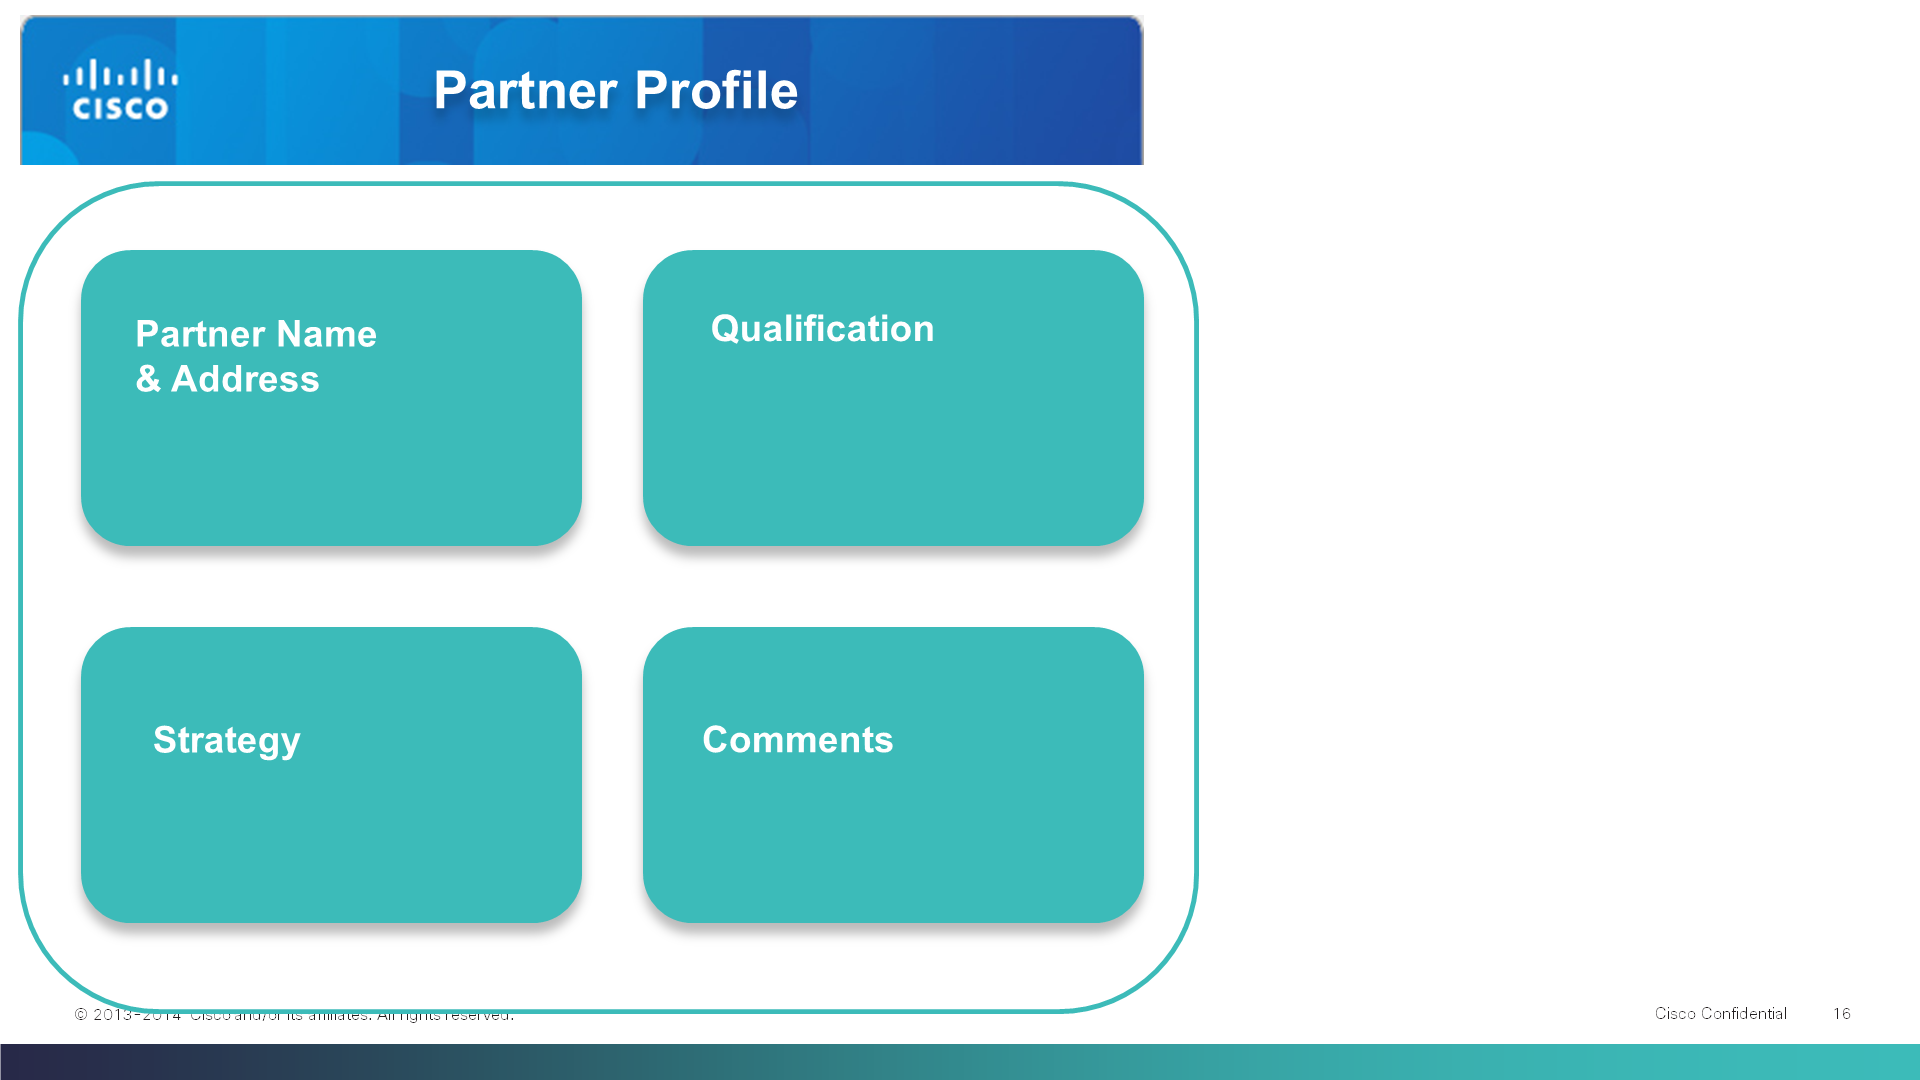 CISCO
Partner Profile
Partner Name
& Address
Qualification
Strategy
Comments
© 2013-2014 Cisco and/or its affiliates. All rights reserved.
Cisco Confidential 16